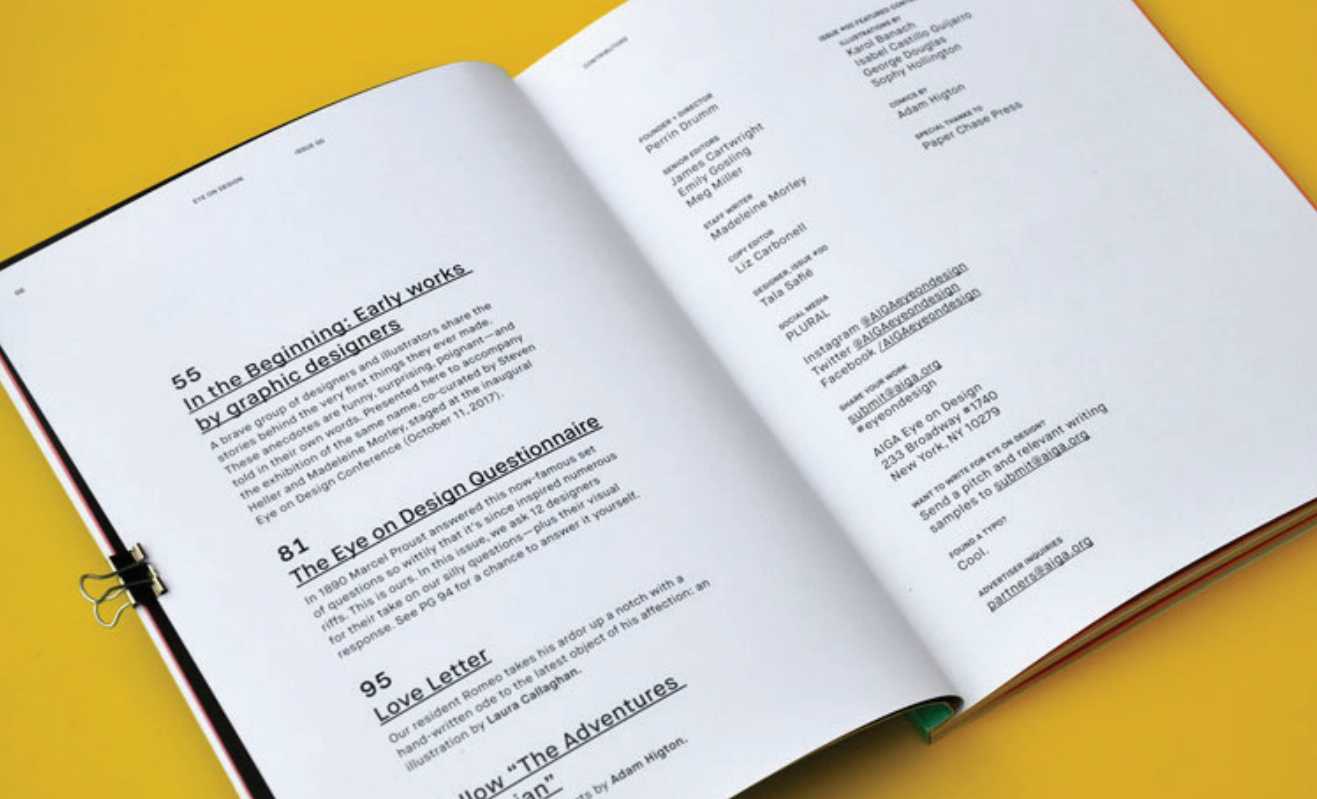 EYE ON DESIGN
ISSUE 00
55
In the Beginning: Early works
by graphic designers
A brave group of designers and illustrators share the
stories behind the very first things they ever made.
These anecdotes are funny, surprising, poignant—and
told in their own words. Presented here to accompany
the exhibition of the same name, co-curated by Steven
Heller and Madeleine Morley, staged at the inaugural
Eye on Design Conference (October 11, 2017).
81
The Eye on Design Questionnaire
In 1890 Marcel Proust answered this now-famous set
of questions so wittily that it's since inspired numerous
riffs. This is ours. In this issue, we ask 12 designers
for their take on our silly questions—plus their visual
response. See PG 94 for a chance to answer it yourself.
95
Love Letter
Our resident Romeo takes his ardor up a notch with a
hand-written ode to the latest object of his affection: an
illustration by Laura Callaghan.
"The Adventures
by Adam Higton.
CONTRIBUTORS
FOUNDER + DIRECTOR
Perrin Drumm
SENIOR EDITORS
James Cartwright
Emily Gosling
Meg Miller
STAFF WRITER
Madeleine Morley
COPY EDITOR
Liz Carbonell
DESIGNER, ISSUE #00
Tala Safié
SOCIAL MEDIA
PLURAL
Instagram @AIGAeyeondesign
Twitter @AIGAeyeondesign
Facebook /AIGAeyeondesign
SHARE YOUR WORK
submit@aiga.org
#eyeondesign
AIGA Eye on Design
233 Broadway #1740
New York, NY 10279
WANT TO WRITE FOR EYE ON DESIGN?
Send a pitch and relevant writing
samples to submit@aiga.org
FOUND A TYPO?
Cool.
ADVERTISER INQUIRIES
partners@aiga.org
ISSUE #00 FEATURED
ILLUSTRATIONS BY
Karol Banach
Isabel Castillo Guijarro
George Douglas
Sophy Hollington
COMICS BY
Adam Higton
SPECIAL THANKS TO
Paper Chase Press